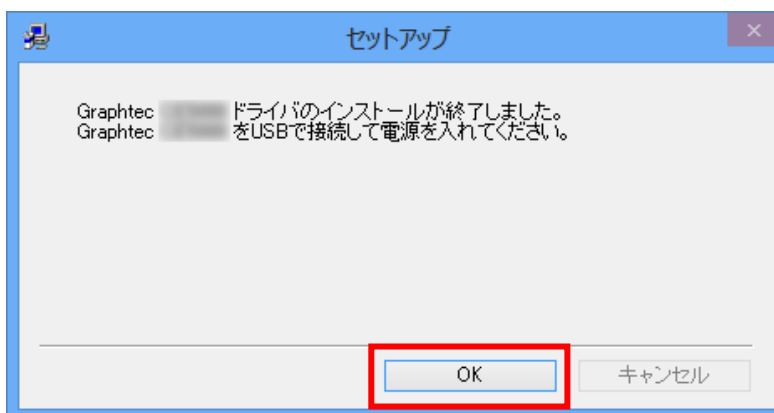 セットアップ
Graphtec ドライバのインストールが終了しました。
Graphtec をUSBで接続して電源を入れてください。
OK
キャンセル